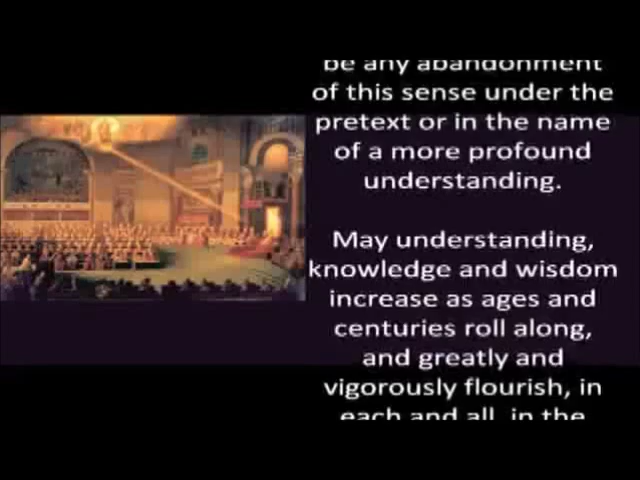 be any abandonment
of this sense under the
pretext or in the name
of a more profound
understanding.
May understanding,
knowledge and wisdom
increase as ages and
centuries roll along,
and greatly and
vigorously flourish, in
each and all, in the